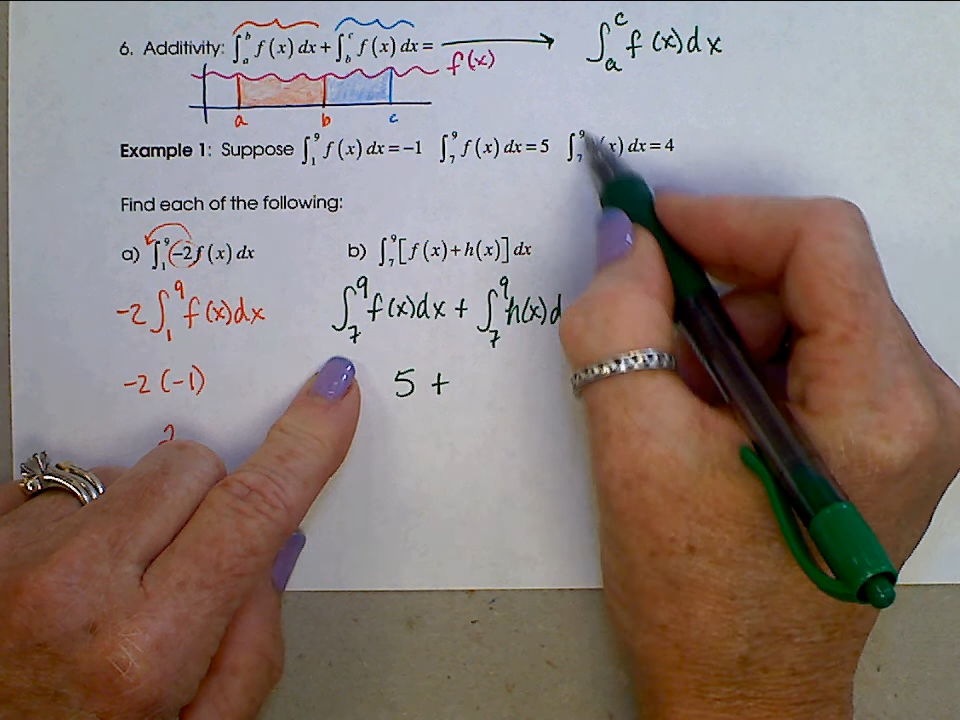 6. Additivity: ∫_a^b f(x) dx + ∫_b^c f(x) dx = ⟶ ∫_a^c f(x)dx
f(x)
a b c
Example 1: Suppose ∫_1^9 f(x) dx = −1 ∫_7^9 f(x) dx = 5 ∫_7^9 (x) dx = 4
Find each of the following:
a) ∫_1^9 −2f(x) dx b) ∫_7^9 [f(x)+h(x)] dx
-2 ∫_1^9 f(x)dx ∫_7^9 f(x)dx + ∫_7^9 h(x)d
-2 (-1) 5 +
2